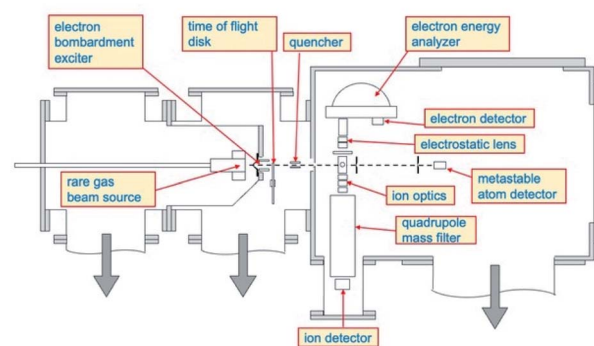 electron
bombardment
exciter
time of flight
disk
quencher
electron energy
analyzer
electron detector
electrostatic lens
rare gas
beam source
ion optics
metastable
atom detector
quadrupole
mass filter
ion detector